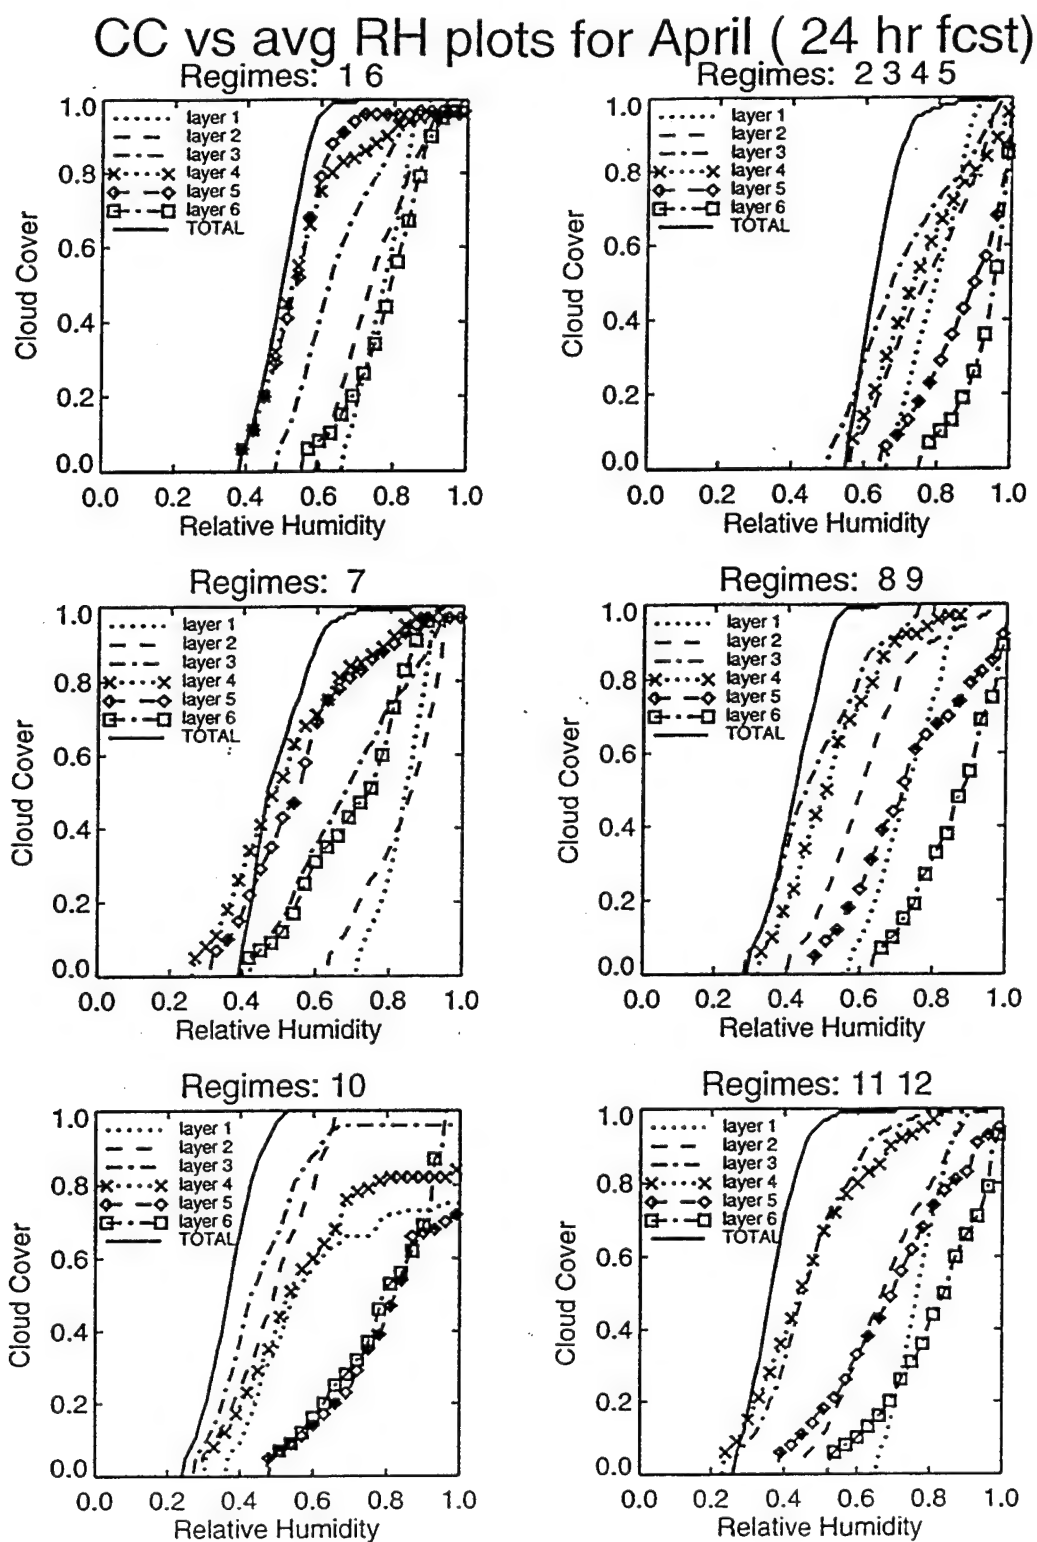 CC vs avg RH plots for April ( 24 hr fcst)
Regimes: 1 6
1.0
0.8
0.6
0.4
0.2
0.0
Cloud Cover
layer 1
layer 2
layer 3
layer 4
layer 5
layer 6
TOTAL
0.0 0.2 0.4 0.6 0.8 1.0
Relative Humidity
Regimes: 2 3 4 5
1.0
0.8
0.6
0.4
0.2
0.0
Cloud Cover
layer 1
layer 2
layer 3
layer 4
layer 5
layer 6
TOTAL
0.0 0.2 0.4 0.6 0.8 1.0
Relative Humidity
Regimes: 7
1.0
0.8
0.6
0.4
0.2
0.0
Cloud Cover
layer 1
layer 2
layer 3
layer 4
layer 5
layer 6
TOTAL
0.0 0.2 0.4 0.6 0.8 1.0
Relative Humidity
Regimes: 8 9
1.0
0.8
0.6
0.4
0.2
0.0
Cloud Cover
layer 1
layer 2
layer 3
layer 4
layer 5
layer 6
TOTAL
0.0 0.2 0.4 0.6 0.8 1.0
Relative Humidity
Regimes: 10
1.0
0.8
0.6
0.4
0.2
0.0
Cloud Cover
layer 1
layer 2
layer 3
layer 4
layer 5
layer 6
TOTAL
0.0 0.2 0.4 0.6 0.8 1.0
Relative Humidity
Regimes: 11 12
1.0
0.8
0.6
0.4
0.2
0.0
Cloud Cover
layer 1
layer 2
layer 3
layer 4
layer 5
layer 6
TOTAL
0.0 0.2 0.4 0.6 0.8 1.0
Relative Humidity